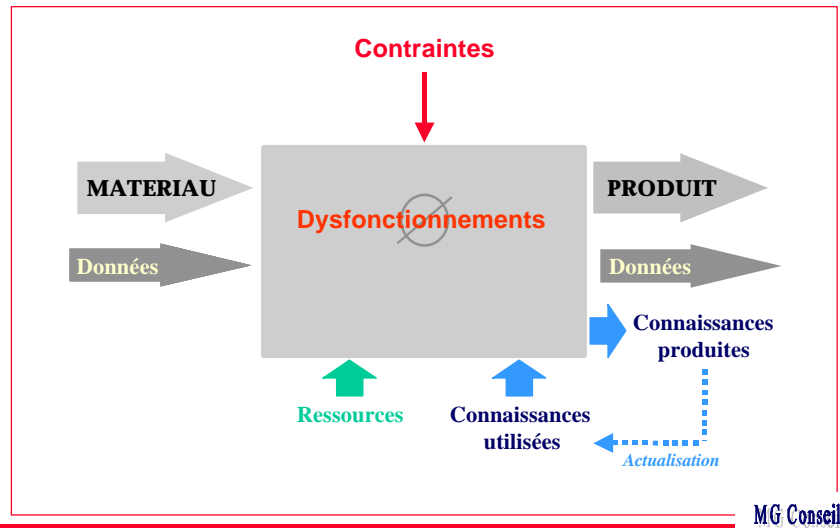 Contraintes
MATERIAU
PRODUIT
Dysfonctionnements
Données
Données
Connaissances
produites
Ressources
Connaissances
utilisées
Actualisation
MG Conseil